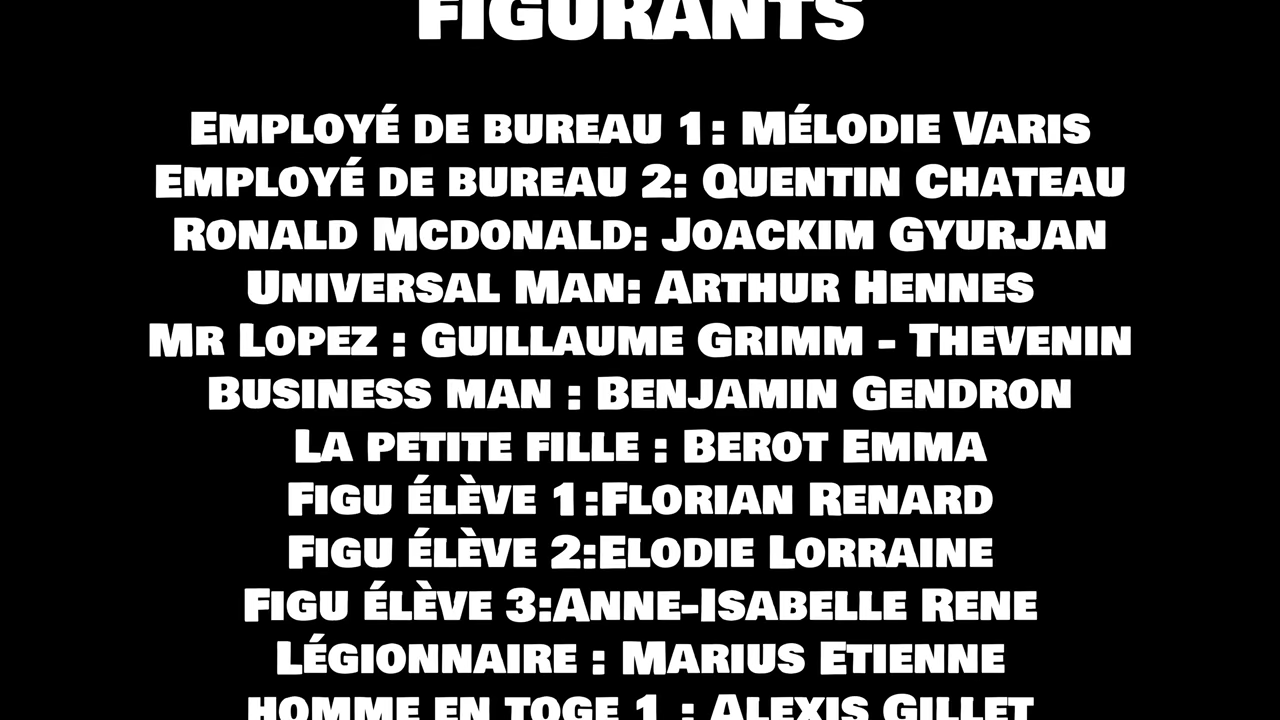 FIGURANTS
Employé de bureau 1: Mélodie Varis
Employé de bureau 2: Quentin Chateau
Ronald Mcdonald: Joackim Gyurjan
Universal Man: Arthur Hennes
Mr Lopez : Guillaume Grimm - Thevenin
Business man : Benjamin Gendron
La petite fille : Berot Emma
Figu élève 1:Florian Renard
Figu élève 2:Elodie Lorraine
Figu élève 3:Anne-Isabelle Rene
Légionnaire : Marius Etienne
homme en toge 1 : Alexis Gillet